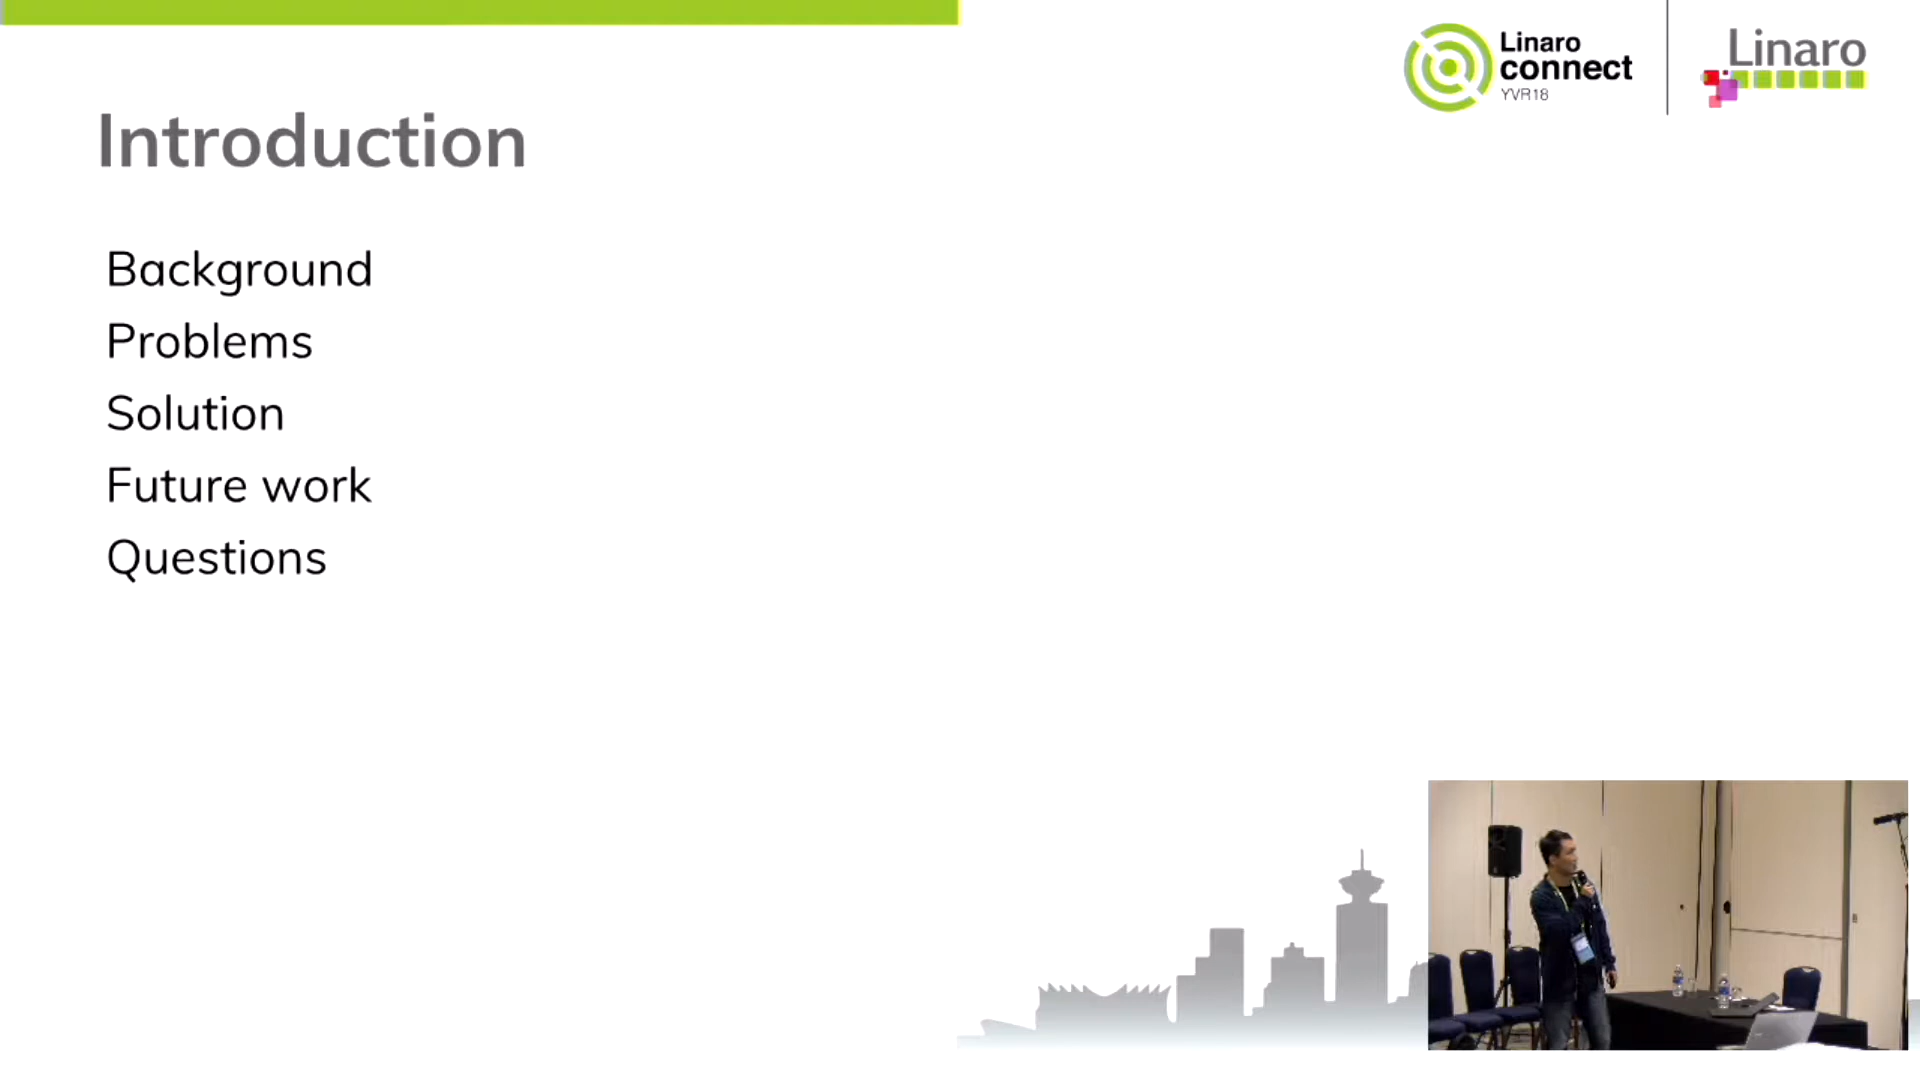 Linaro
connect
YVR18
Linaro
Introduction
Background
Problems
Solution
Future work
Questions